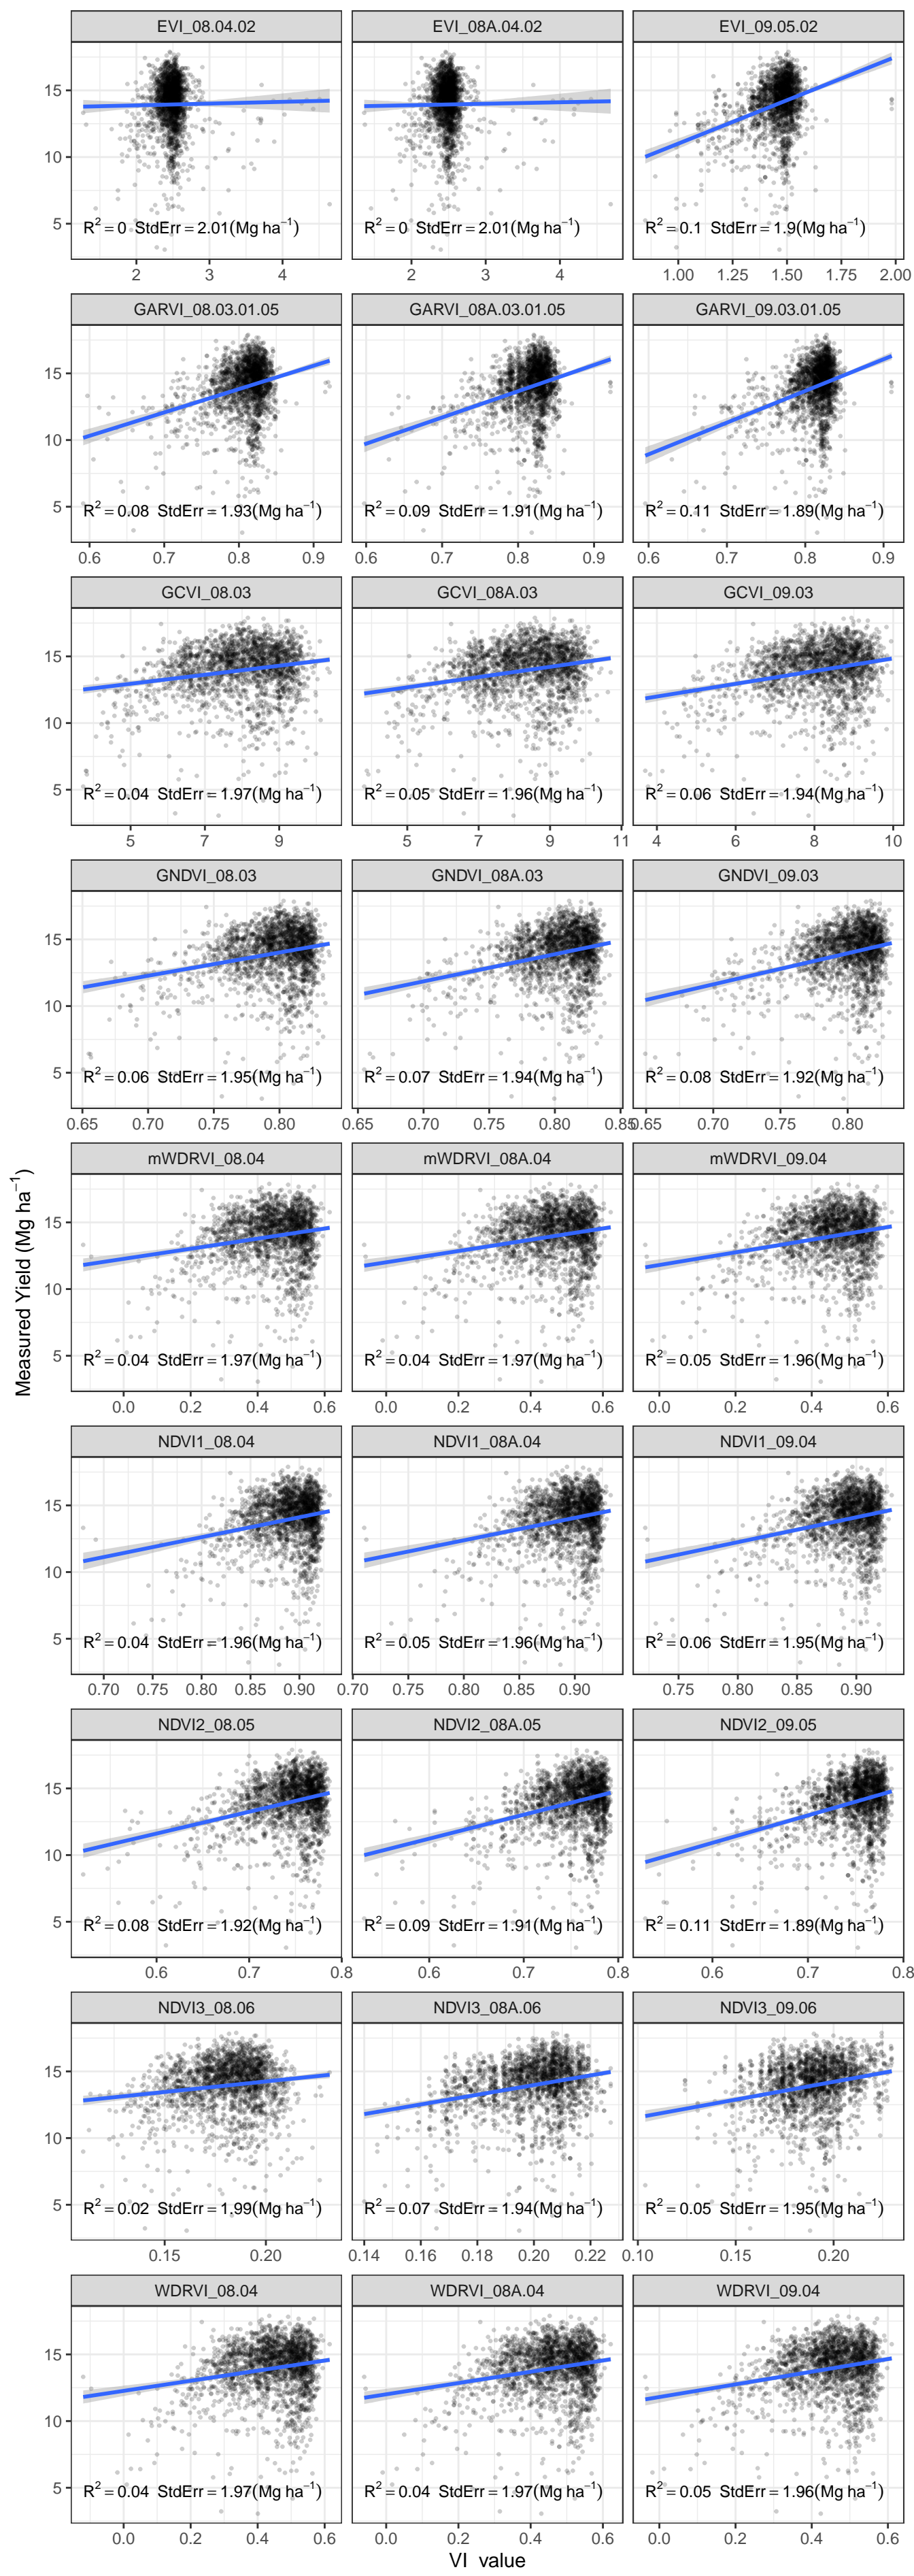 EVI_08.04.02 EVI_08A.04.02 EVI_09.05.02
15
10
5
R² = 0 StdErr = 2.01(Mg ha⁻¹) R² = 0 StdErr = 2.01(Mg ha⁻¹) R² = 0.1 StdErr = 1.9(Mg ha⁻¹)
2 3 4 2 3 4 1.00 1.25 1.50 1.75 2.00
GARVI_08.03.01.05 GARVI_08A.03.01.05 GARVI_09.03.01.05
15
10
5
R² = 0.08 StdErr = 1.93(Mg ha⁻¹) R² = 0.09 StdErr = 1.91(Mg ha⁻¹) R² = 0.11 StdErr = 1.89(Mg ha⁻¹)
0.6 0.7 0.8 0.9 0.6 0.7 0.8 0.9 0.6 0.7 0.8 0.9
GCVI_08.03 GCVI_08A.03 GCVI_09.03
15
10
5
R² = 0.04 StdErr = 1.97(Mg ha⁻¹) R² = 0.05 StdErr = 1.96(Mg ha⁻¹) R² = 0.06 StdErr = 1.94(Mg ha⁻¹)
5 7 9 5 7 9 11 4 6 8 10
GNDVI_08.03 GNDVI_08A.03 GNDVI_09.03
15
10
5
R² = 0.06 StdErr = 1.95(Mg ha⁻¹) R² = 0.07 StdErr = 1.94(Mg ha⁻¹) R² = 0.08 StdErr = 1.92(Mg ha⁻¹)
0.65 0.70 0.75 0.80 0.65 0.70 0.75 0.80 0.85 0.65 0.70 0.75 0.80
mWDRVI_08.04 mWDRVI_08A.04 mWDRVI_09.04
Measured Yield (Mg ha⁻¹)
15
10
5
R² = 0.04 StdErr = 1.97(Mg ha⁻¹) R² = 0.04 StdErr = 1.97(Mg ha⁻¹) R² = 0.05 StdErr = 1.96(Mg ha⁻¹)
0.0 0.2 0.4 0.6 0.0 0.2 0.4 0.6 0.0 0.2 0.4 0.6
NDVI1_08.04 NDVI1_08A.04 NDVI1_09.04
15
10
5
R² = 0.04 StdErr = 1.96(Mg ha⁻¹) R² = 0.05 StdErr = 1.96(Mg ha⁻¹) R² = 0.06 StdErr = 1.95(Mg ha⁻¹)
0.70 0.75 0.80 0.85 0.90 0.70 0.75 0.80 0.85 0.90 0.75 0.80 0.85 0.90
NDVI2_08.05 NDVI2_08A.05 NDVI2_09.05
15
10
5
R² = 0.08 StdErr = 1.92(Mg ha⁻¹) R² = 0.09 StdErr = 1.91(Mg ha⁻¹) R² = 0.11 StdErr = 1.89(Mg ha⁻¹)
0.6 0.7 0.8 0.6 0.7 0.8 0.6 0.7 0.8
NDVI3_08.06 NDVI3_08A.06 NDVI3_09.06
15
10
5
R² = 0.02 StdErr = 1.99(Mg ha⁻¹) R² = 0.07 StdErr = 1.94(Mg ha⁻¹) R² = 0.05 StdErr = 1.95(Mg ha⁻¹)
0.15 0.20 0.14 0.16 0.18 0.20 0.22 0.10 0.15 0.20
WDRVI_08.04 WDRVI_08A.04 WDRVI_09.04
15
10
5
R² = 0.04 StdErr = 1.97(Mg ha⁻¹) R² = 0.04 StdErr = 1.97(Mg ha⁻¹) R² = 0.05 StdErr = 1.96(Mg ha⁻¹)
0.0 0.2 0.4 0.6 0.0 0.2 0.4 0.6 0.0 0.2 0.4 0.6
VI value